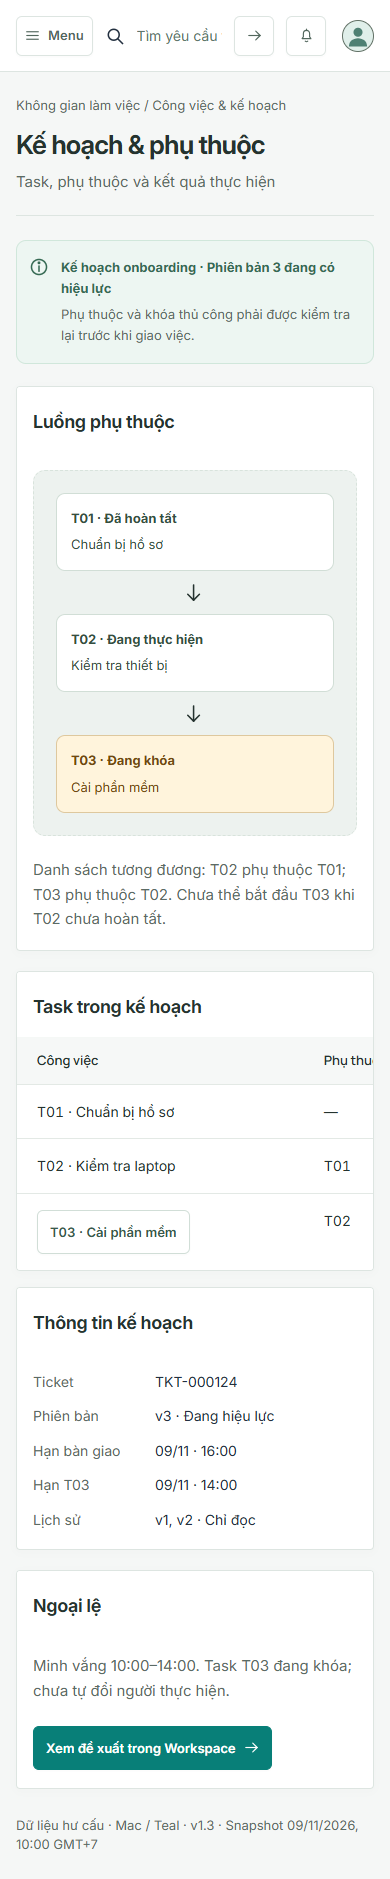 Menu
Tìm yêu cầu
Không gian làm việc / Công việc & kế hoạch
Kế hoạch & phụ thuộc
Task, phụ thuộc và kết quả thực hiện
Kế hoạch onboarding · Phiên bản 3 đang có
hiệu lực
Phụ thuộc và khóa thủ công phải được kiểm tra
lại trước khi giao việc.
Luồng phụ thuộc
T01 · Đã hoàn tất
Chuẩn bị hồ sơ
T02 · Đang thực hiện
Kiểm tra thiết bị
T03 · Đang khóa
Cài phần mềm
Danh sách tương đương: T02 phụ thuộc T01;
T03 phụ thuộc T02. Chưa thể bắt đầu T03 khi
T02 chưa hoàn tất.
Task trong kế hoạch
Công việc Phụ
T01 · Chuẩn bị hồ sơ —
T02 · Kiểm tra laptop T01
T03 · Cài phần mềm T02
Thông tin kế hoạch
Ticket TKT-000124
Phiên bản v3 · Đang hiệu lực
Hạn bàn giao 09/11 · 16:00
Hạn T03 09/11 · 14:00
Lịch sử v1, v2 · Chỉ đọc
Ngoại lệ
Minh vắng 10:00–14:00. Task T03 đang khóa;
chưa tự đổi người thực hiện.
Xem đề xuất trong Workspace →
Dữ liệu hư cấu · Mac / Teal · v1.3 · Snapshot 09/11/2026,
10:00 GMT+7